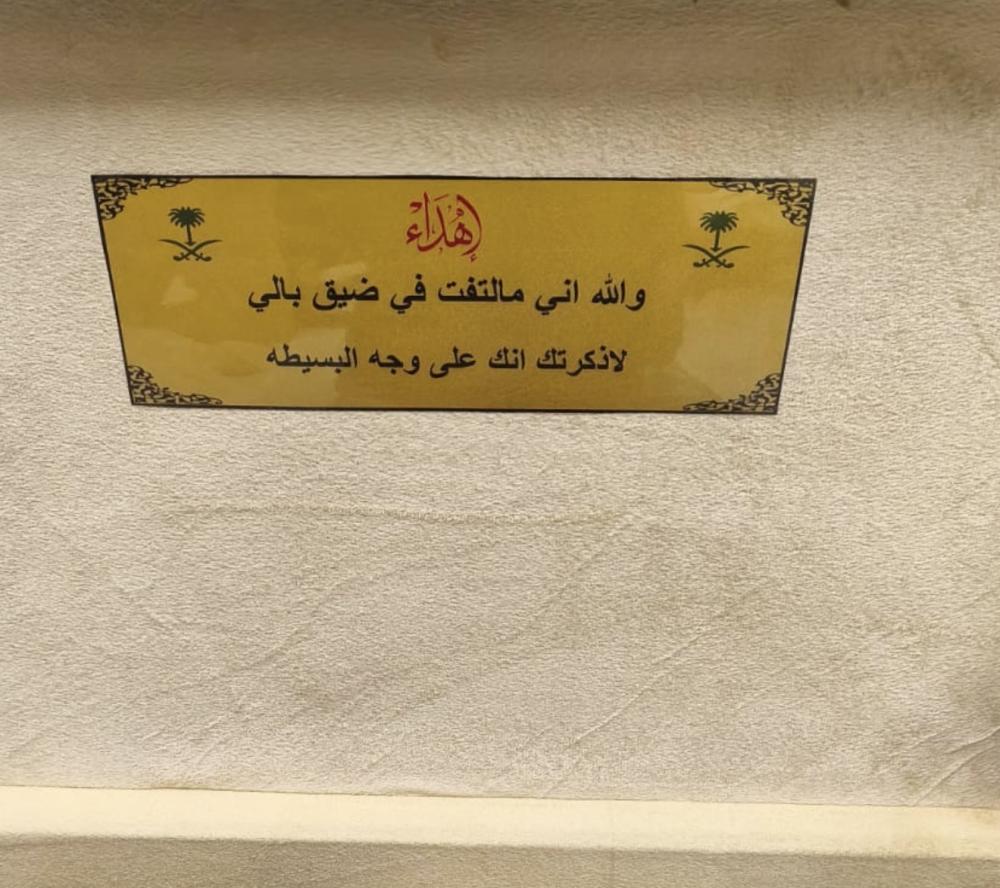 إهداء
والله اني مالتفت في ضيق بالي
لاذكرتك انك على وجه البسيطه